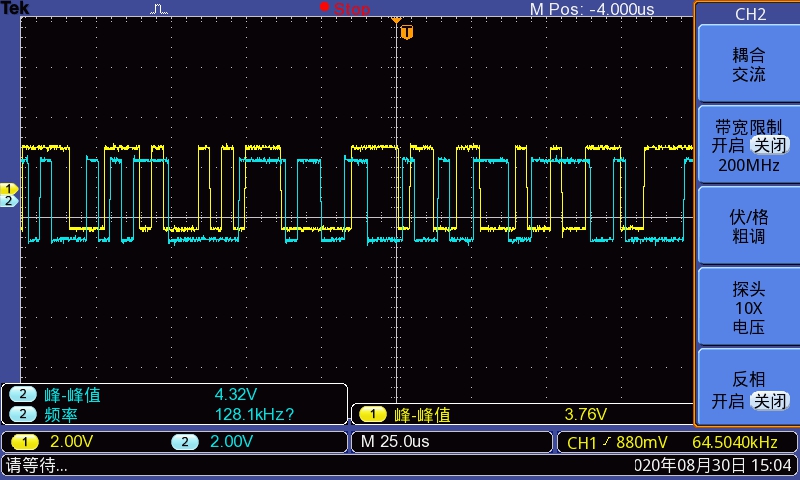 Tek Stop M Pos: -4.000us CH2
T
耦合
交流
带宽限制
开启 关闭
200MHz
1
2
伏/格
粗调
探头
10X
电压
反相
开启 关闭
2 峰-峰值 4.32V
2 频率 128.1kHz?
1 峰-峰值 3.76V
1 2.00V 2 2.00V M 25.0us CH1 / 880mV 64.5040kHz
请等待... 020年08月30日 15:04